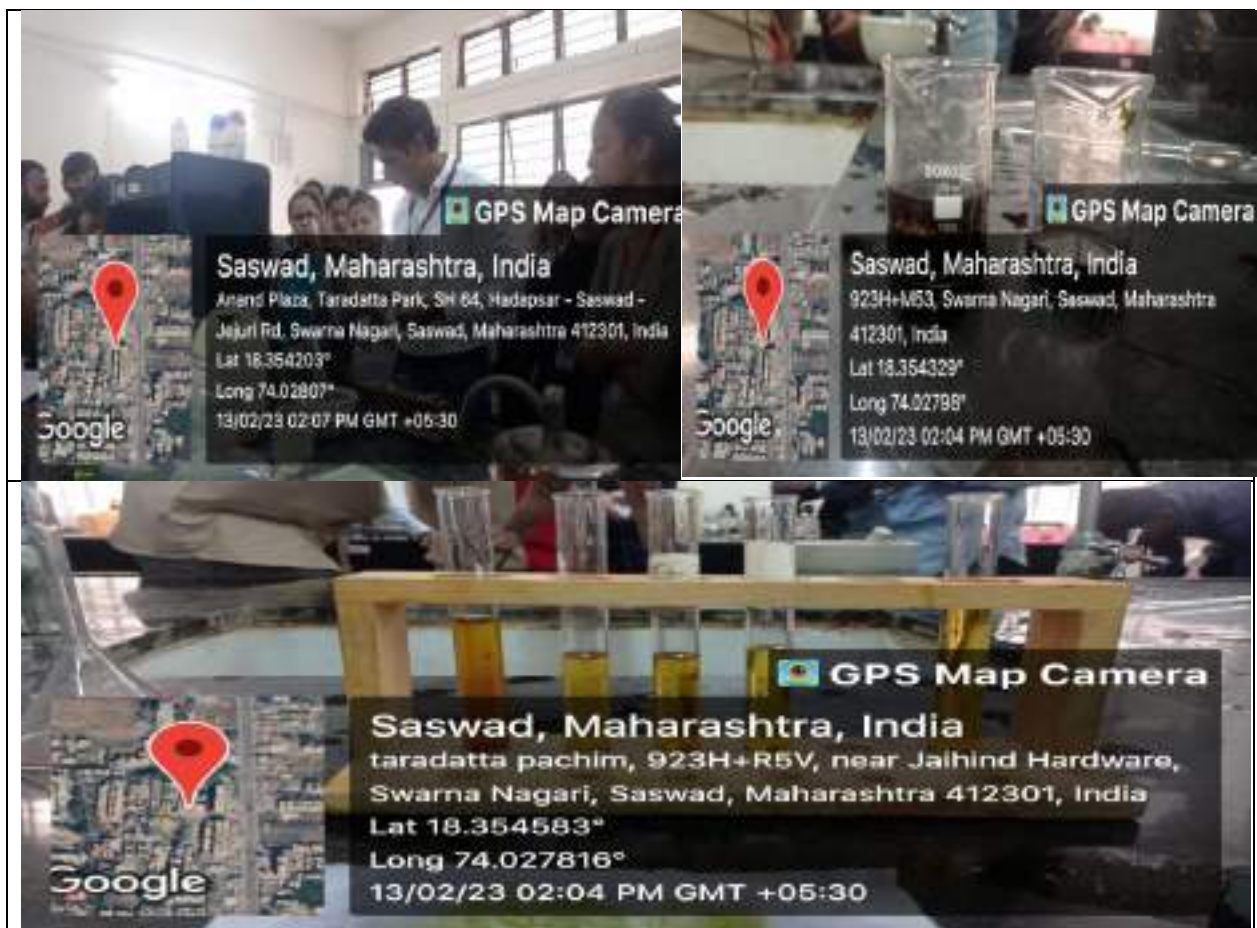 GPS Map Camera
Saswad, Maharashtra, India
Anand Plaza, Taradatta Park, SH 64, Hadapsar - Saswad -
Jejuri Rd, Swarna Nagari, Saswad, Maharashtra 412301, India
Lat 18.354203°
Long 74.02807°
13/02/23 02:07 PM GMT +05:30
Google
GPS Map Camera
Saswad, Maharashtra, India
923H+M53, Swarna Nagari, Saswad, Maharashtra
412301, India
Lat 18.354329°
Long 74.02798°
13/02/23 02:04 PM GMT +05:30
Google
GPS Map Camera
Saswad, Maharashtra, India
taradatta pachim, 923H+R5V, near Jaihind Hardware,
Swarna Nagari, Saswad, Maharashtra 412301, India
Lat 18.354583°
Long 74.027816°
13/02/23 02:04 PM GMT +05:30
Google